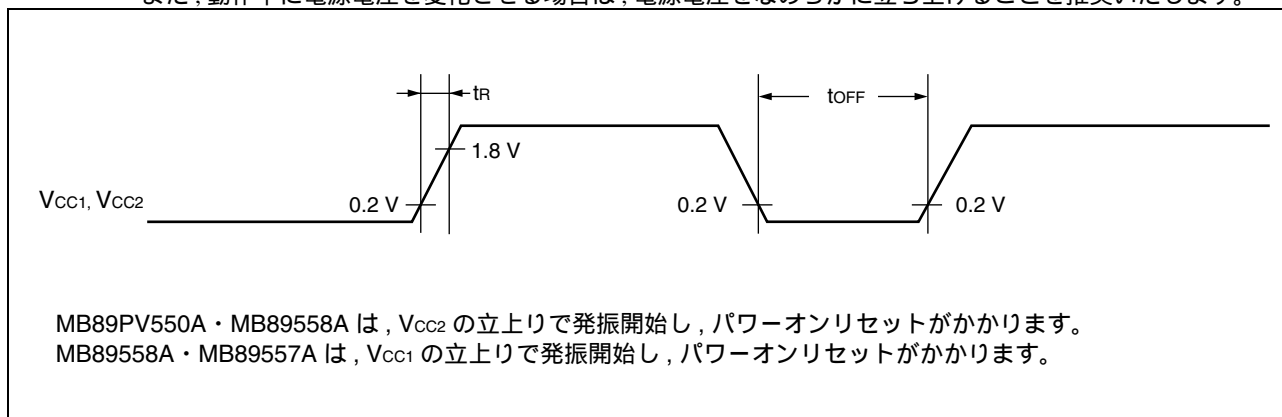 また , 動作中に電源電圧を変化させる場合は , 電源電圧をなめらかに立ち上げることを推奨いたします。
tR
tOFF
1.8 V
VCC1, VCC2
0.2 V
0.2 V
0.2 V
MB89PV550A・MB89558A は , VCC2 の立上りで発振開始し , パワーオンリセットがかかります。
MB89558A・MB89557A は , VCC1 の立上りで発振開始し , パワーオンリセットがかかります。